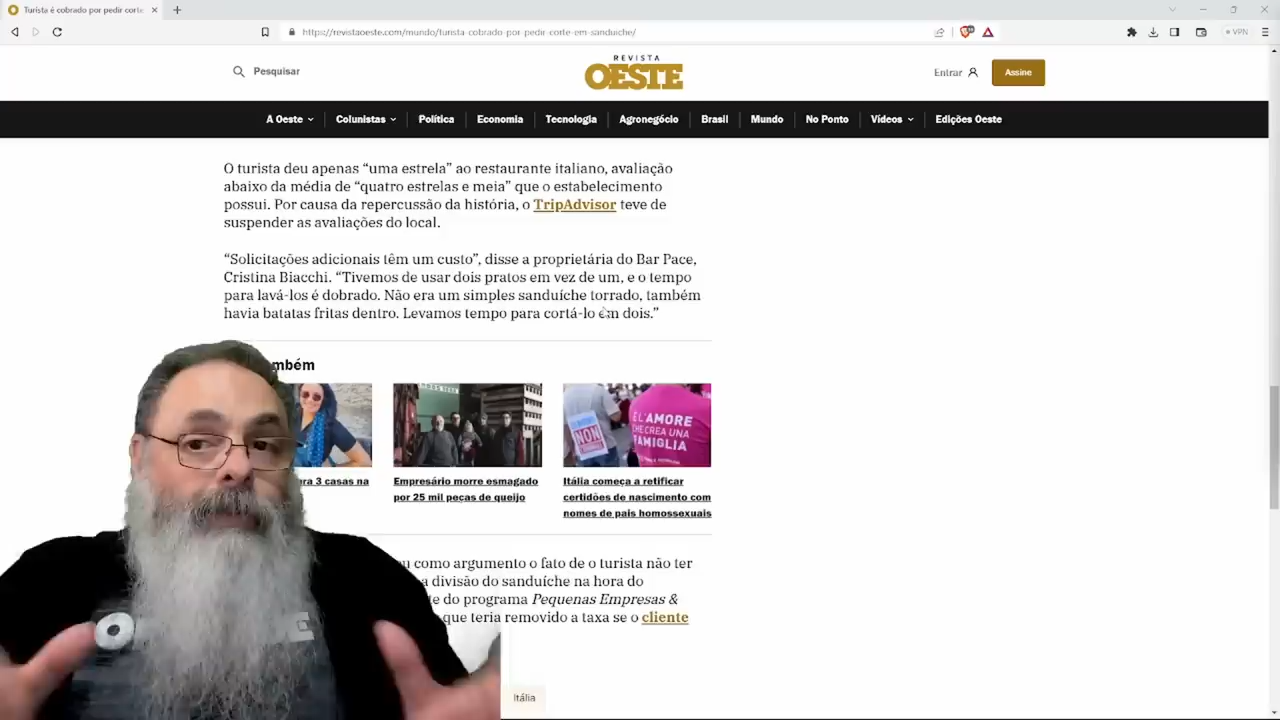 Turista é cobrado por pedir corte
https://revistaoeste.com/mundo/turista-cobrado-por-pedir-corte-em-sanduiche/
VPN
Pesquisar
REVISTA
OESTE
Entrar
Assine
A Oeste
Colunistas
Política
Economia
Tecnologia
Agronegócio
Brasil
Mundo
No Ponto
Vídeos
Edições Oeste
O turista deu apenas “uma estrela” ao restaurante italiano, avaliação
abaixo da média de “quatro estrelas e meia” que o estabelecimento
possui. Por causa da repercussão da história, o TripAdvisor teve de
suspender as avaliações do local.
“Solicitações adicionais têm um custo”, disse a proprietária do Bar Pace,
Cristina Biacchi. “Tivemos de usar dois pratos em vez de um, e o tempo
para lavá-los é dobrado. Não era um simples sanduíche torrado, também
havia batatas fritas dentro. Levamos tempo para cortá-lo em dois.”
mbém
ra 3 casas na
Empresário morre esmagado
por 25 mil peças de queijo
NON
È L'AMORE
CHE CREA UNA
FAMIGLIA
Itália começa a retificar
certidões de nascimento com
nomes de pais homossexuais
como argumento o fato de o turista não ter
a divisão do sanduíche na hora do
te do programa Pequenas Empresas &
que teria removido a taxa se o cliente
Itália